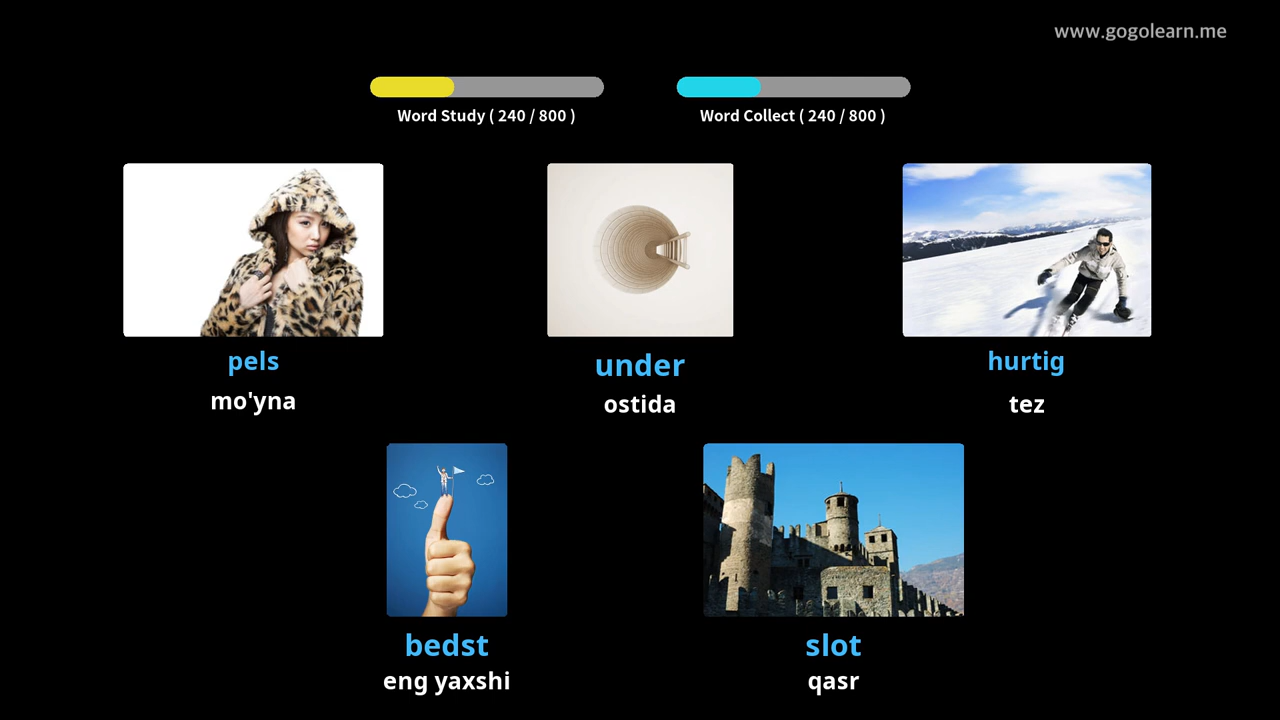 www.gogolearn.me
Word Study ( 240 / 800 )
Word Collect ( 240 / 800 )
pels
mo'yna
under
ostida
hurtig
tez
bedst
eng yaxshi
slot
qasr